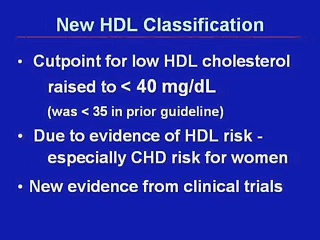 New HDL Classification
• Cutpoint for low HDL cholesterol
raised to < 40 mg/dL
(was < 35 in prior guideline)
• Due to evidence of HDL risk -
especially CHD risk for women
• New evidence from clinical trials